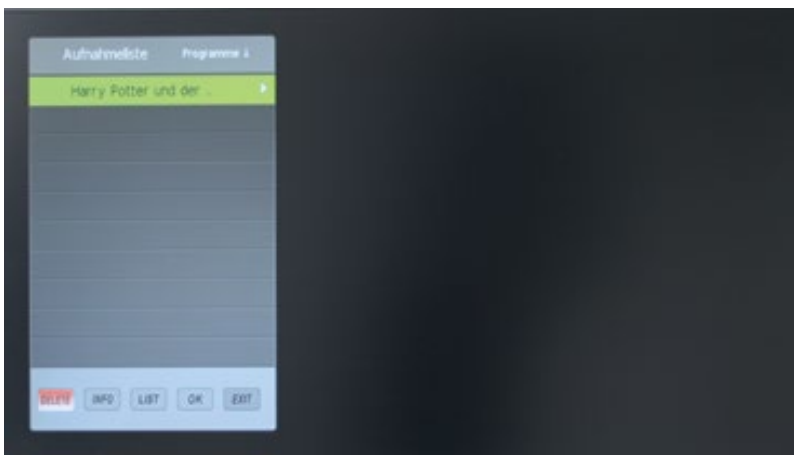 Aufnahmeliste Programme ↓
Harry Potter und der ..
DELETE INFO LIST OK EXIT